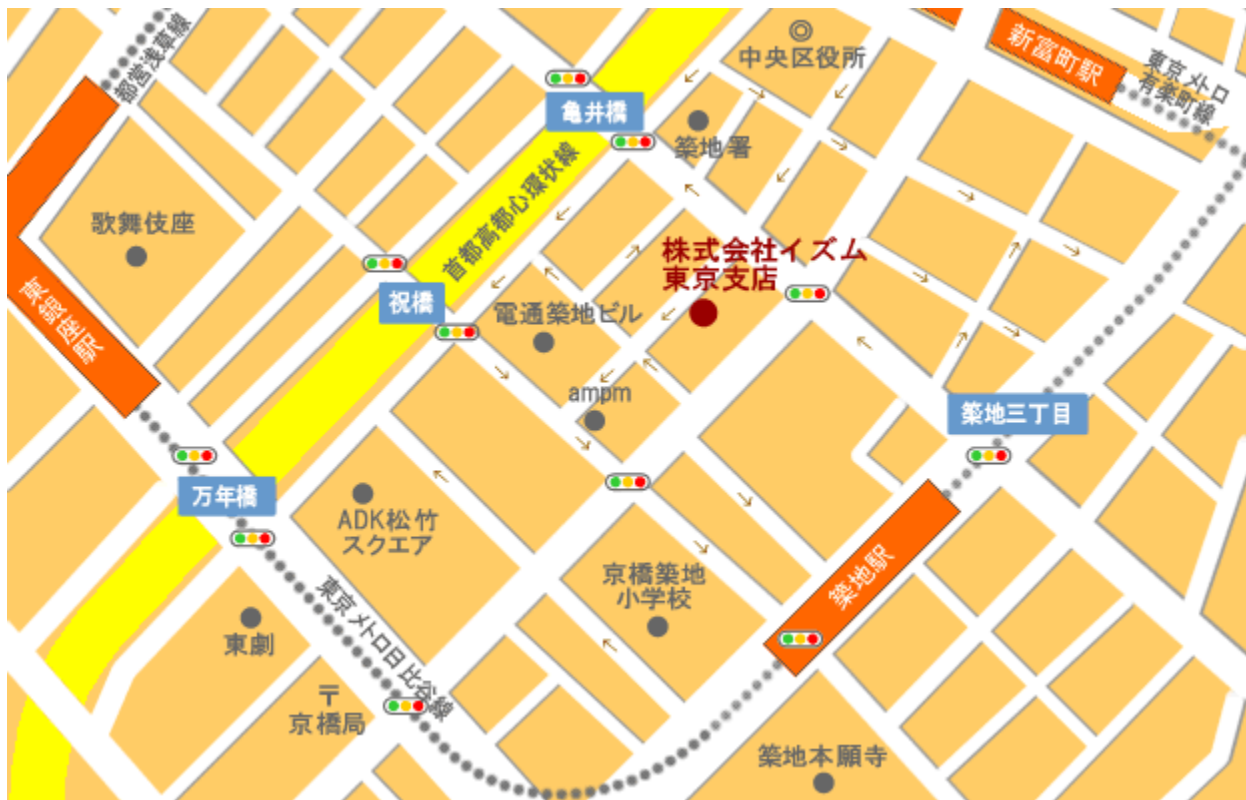 都営浅草線
中央区役所
新富町駅
東京メトロ
有楽町線
亀井橋
築地署
首都高都心環状線
歌舞伎座
株式会社イズム
東京支店
東銀座駅
祝橋
電通築地ビル
ampm
築地三丁目
万年橋
ADK松竹
スクエア
築地駅
京橋築地
小学校
東京メトロ日比谷線
東劇
〒
京橋局
築地本願寺